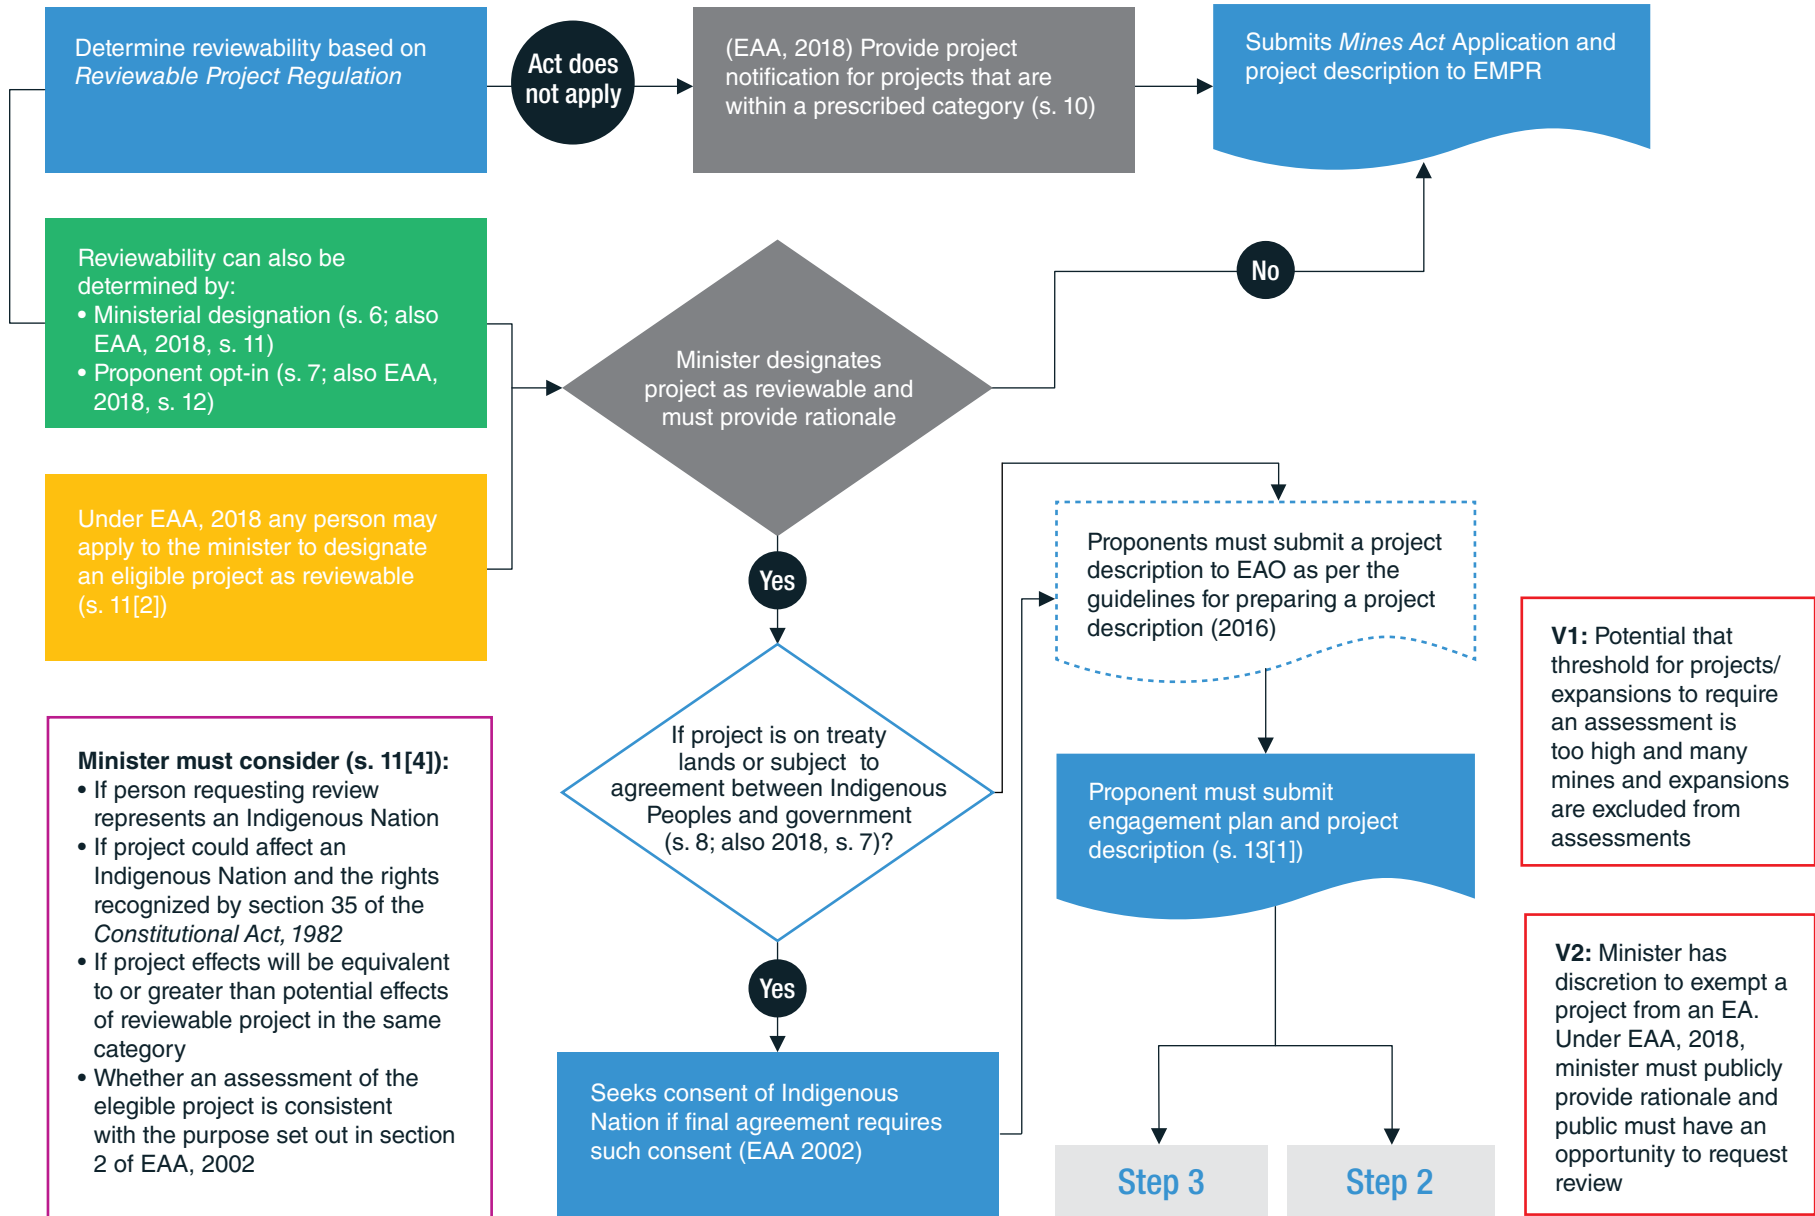 Determine reviewability based on
Reviewable Project Regulation
Act does
not apply
(EAA, 2018) Provide project
notification for projects that are
within a prescribed category (s. 10)
Submits Mines Act Application and
project description to EMPR
Reviewability can also be
determined by:
• Ministerial designation (s. 6; also
EAA, 2018, s. 11)
• Proponent opt-in (s. 7; also EAA,
2018, s. 12)
Minister designates
project as reviewable and
must provide rationale
No
Under EAA, 2018 any person may
apply to the minister to designate
an eligible project as reviewable
(s. 11[2])
Yes
Proponents must submit a project
description to EAO as per the
guidelines for preparing a project
description (2016)
V1: Potential that
threshold for projects/
expansions to require
an assessment is
too high and many
mines and expansions
are excluded from
assessments
Minister must consider (s. 11[4]):
• If person requesting review
represents an Indigenous Nation
• If project could affect an
Indigenous Nation and the rights
recognized by section 35 of the
Constitutional Act, 1982
• If project effects will be equivalent
to or greater than potential effects
of reviewable project in the same
category
• Whether an assessment of the
elegible project is consistent
with the purpose set out in section
2 of EAA, 2002
If project is on treaty
lands or subject to
agreement between Indigenous
Peoples and government
(s. 8; also 2018, s. 7)?
Proponent must submit
engagement plan and project
description (s. 13[1])
Yes
Seeks consent of Indigenous
Nation if final agreement requires
such consent (EAA 2002)
V2: Minister has
discretion to exempt a
project from an EA.
Under EAA, 2018,
minister must publicly
provide rationale and
public must have an
opportunity to request
review
Step 3
Step 2